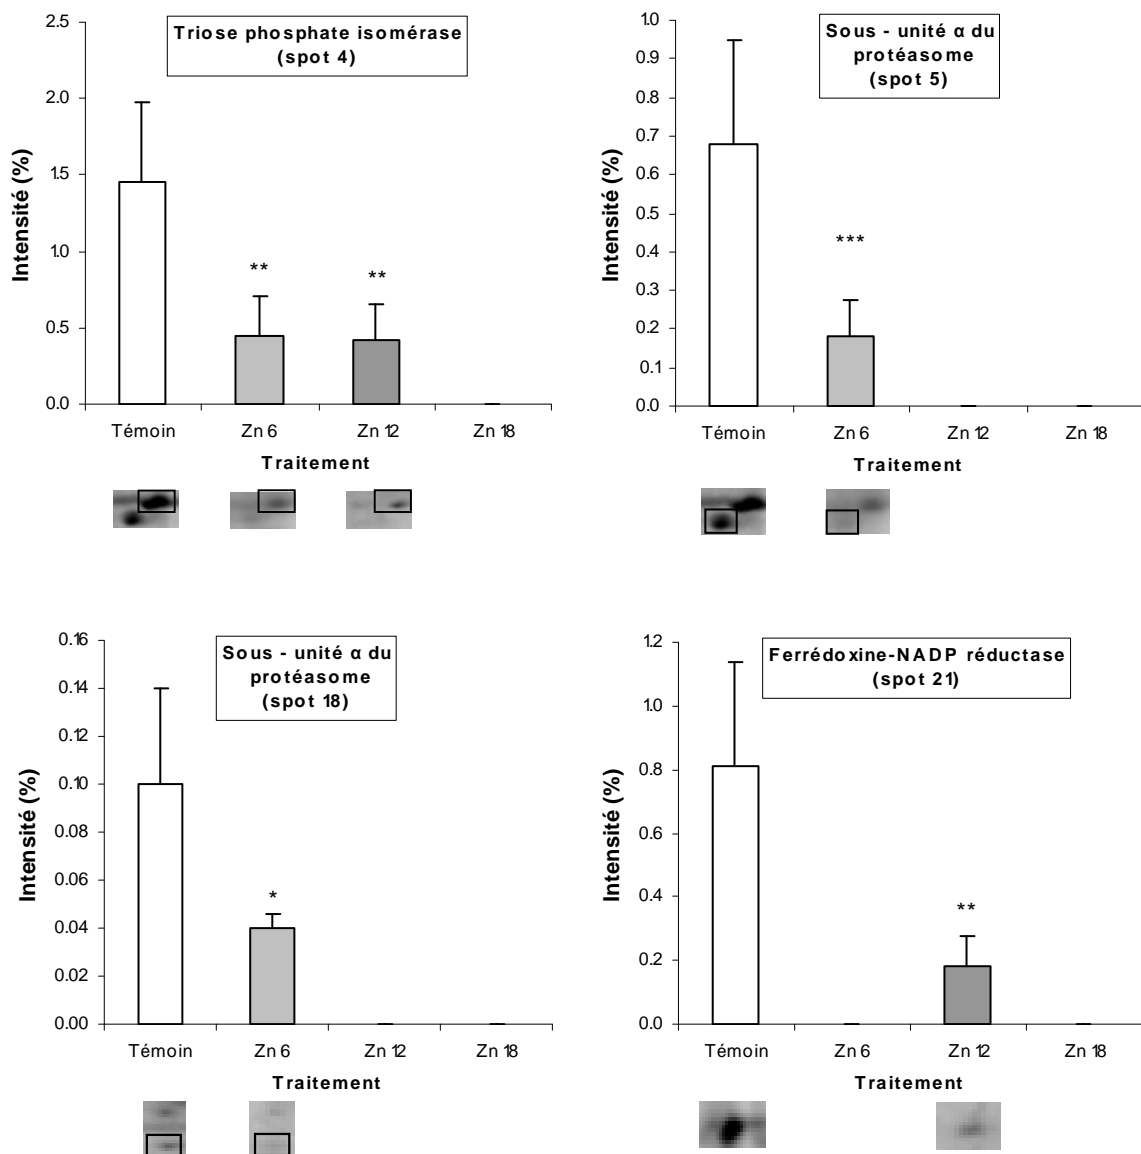 Triose phosphate isomérase
(spot 4)
2.5
2.0
1.5
1.0
0.5
0.0
Intensité (%)
**
**
Témoin Zn 6 Zn 12 Zn 18
Traitement
Sous - unité α du
protéasome
(spot 5)
1.0
0.9
0.8
0.7
0.6
0.5
0.4
0.3
0.2
0.1
0.0
Intensité (%)
***
Témoin Zn 6 Zn 12 Zn 18
Traitement
Sous - unité α du
protéasome
(spot 18)
0.16
0.14
0.12
0.10
0.08
0.06
0.04
0.02
0.00
Intensité (%)
*
Témoin Zn 6 Zn 12 Zn 18
Traitement
Ferrédoxine-NADP réductase
(spot 21)
1.2
1.0
0.8
0.6
0.4
0.2
0.0
Intensité (%)
**
Témoin Zn 6 Zn 12 Zn 18
Traitement